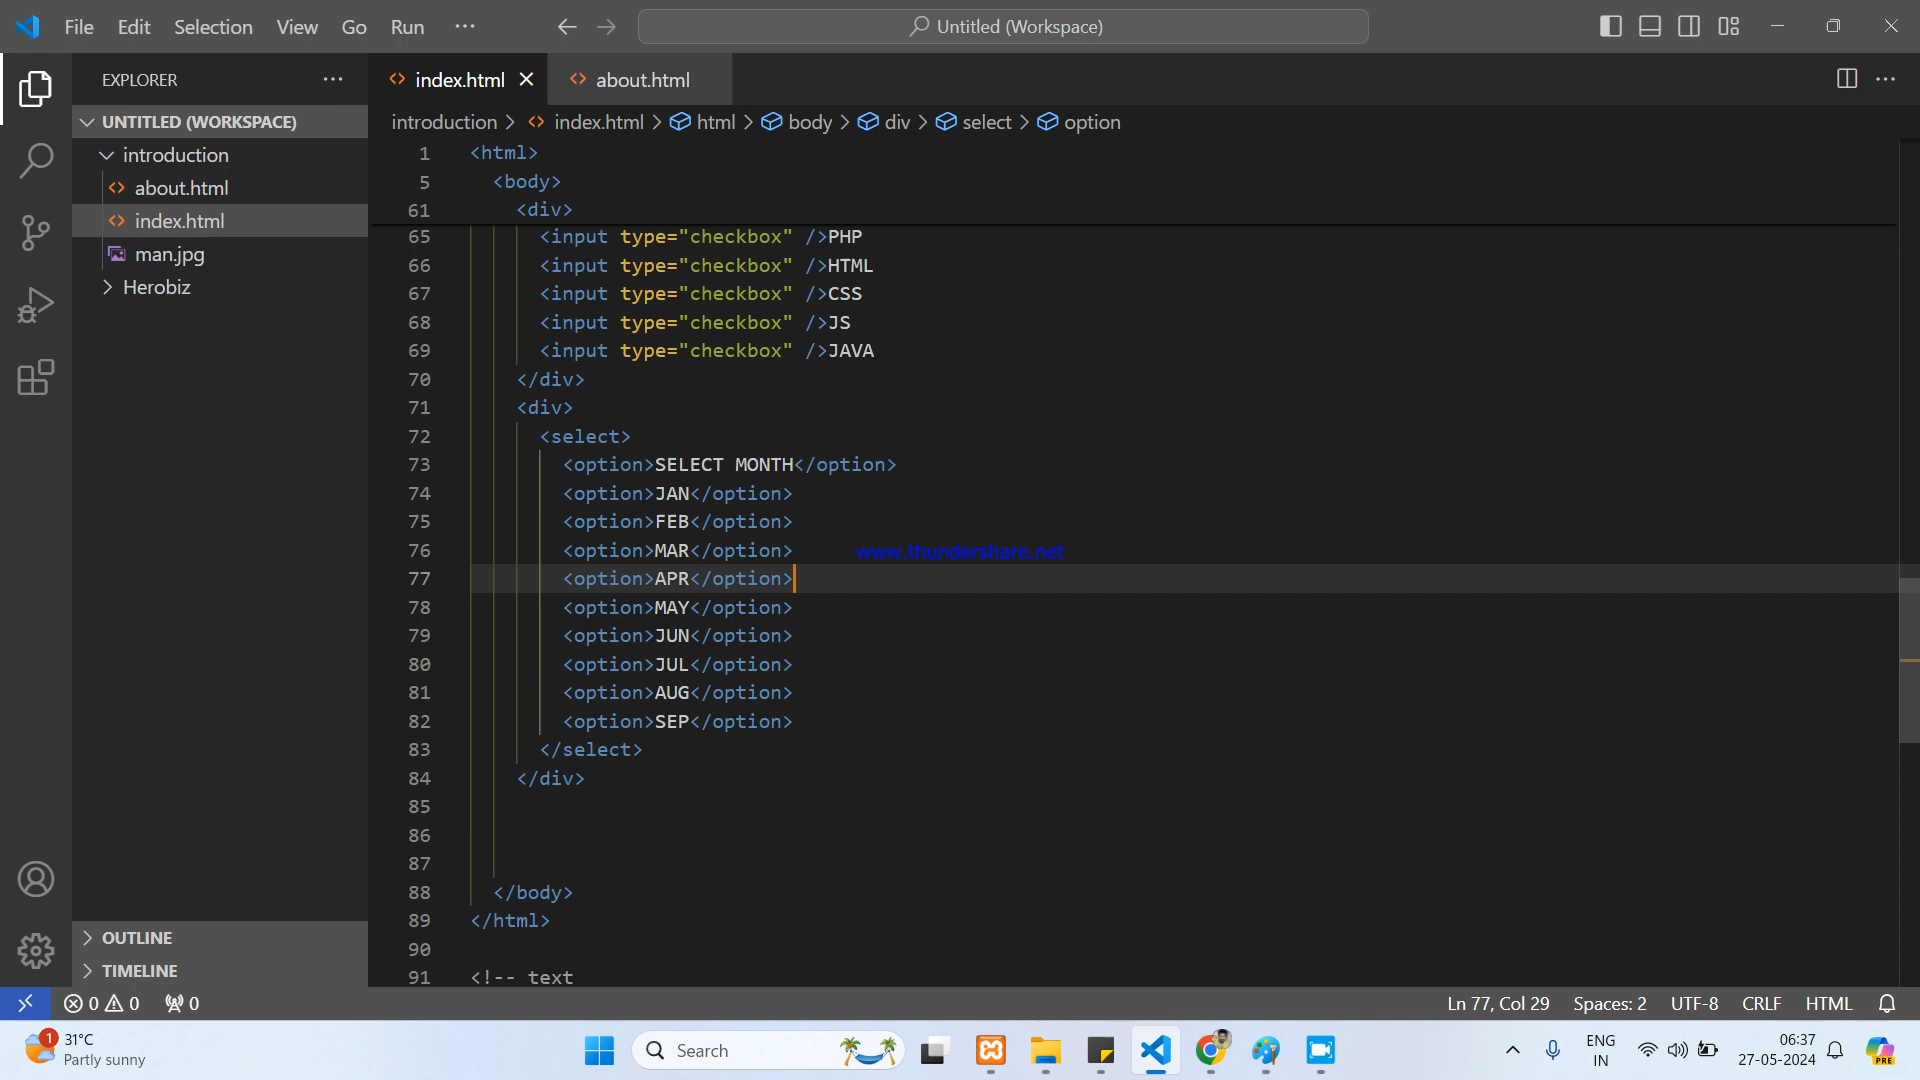 File Edit Selection View Go Run ··· Untitled (Workspace)
EXPLORER ···
UNTITLED (WORKSPACE)
introduction
about.html
index.html
man.jpg
Herobiz
OUTLINE
TIMELINE
index.html about.html
introduction > index.html > html > body > div > select > option
1 <html>
5 <body>
61 <div>
65 <input type="checkbox" />PHP
66 <input type="checkbox" />HTML
67 <input type="checkbox" />CSS
68 <input type="checkbox" />JS
69 <input type="checkbox" />JAVA
70 </div>
71 <div>
72 <select>
73 <option>SELECT MONTH</option>
74 <option>JAN</option>
75 <option>FEB</option>
76 <option>MAR</option>
www.thundershare.net
77 <option>APR</option>
78 <option>MAY</option>
79 <option>JUN</option>
80 <option>JUL</option>
81 <option>AUG</option>
82 <option>SEP</option>
83 </select>
84 </div>
85
86
87
88 </body>
89 </html>
90
91 <!-- text
0 0 0 Ln 77, Col 29 Spaces: 2 UTF-8 CRLF HTML
1 31°C
Partly sunny
Search
ENG
IN
06:37
27-05-2024
PRE